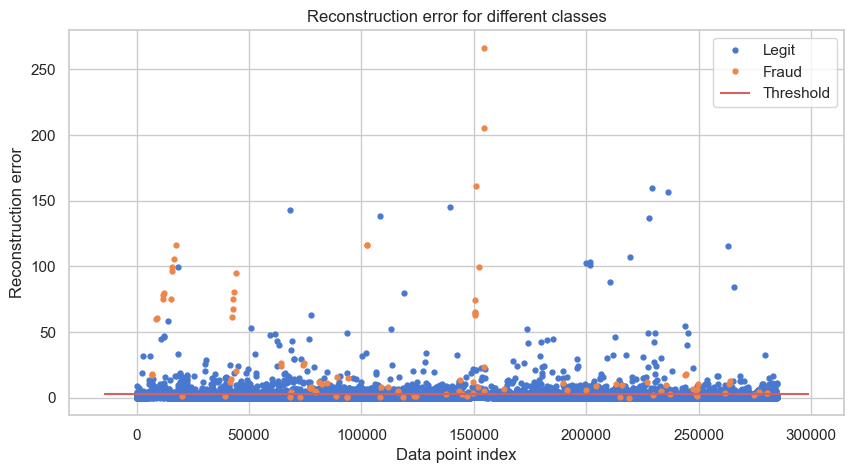 Reconstruction error for different classes
Legit
Fraud
Threshold
Reconstruction error
250
200
150
100
50
0
0
50000
100000
150000
200000
250000
300000
Data point index